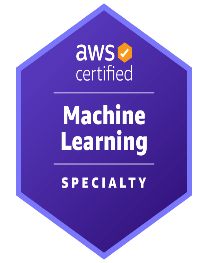 aws
certified
Machine
Learning
SPECIALTY